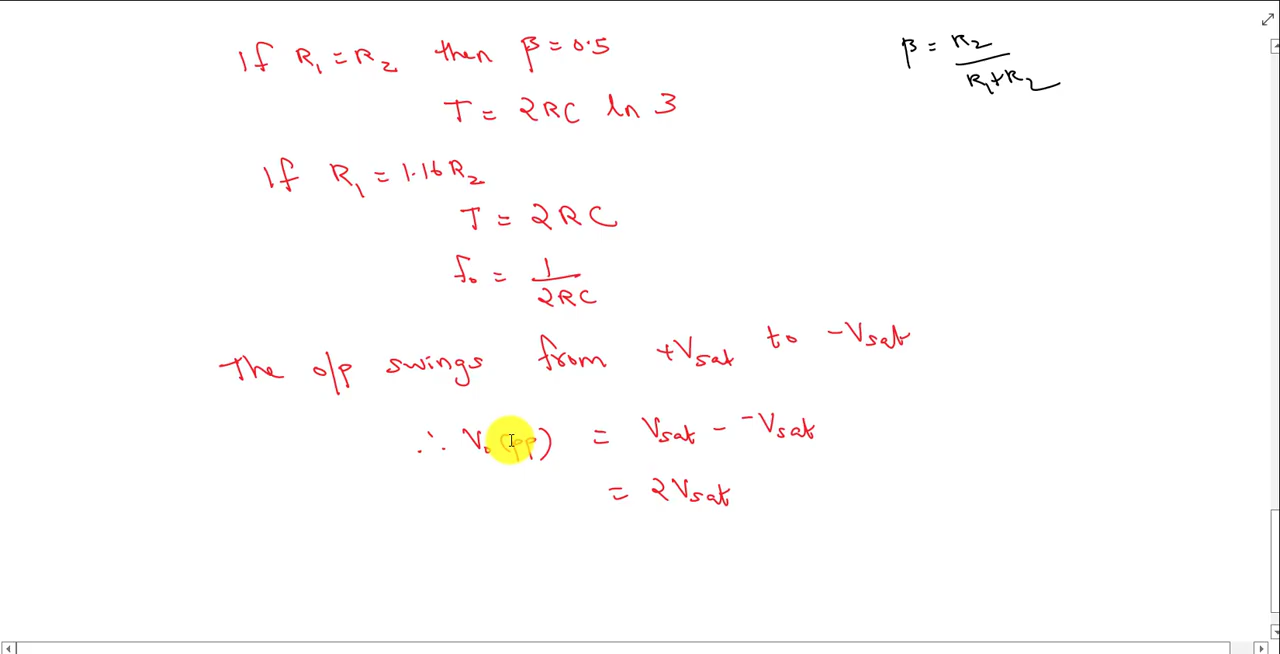 If R₁ = R₂ then β = 0.5
β = R₂ / (R₁ + R₂)
T = 2RC ln 3
If R₁ = 1.16 R₂
T = 2RC
f₀ = 1 / 2RC
The o/p swings from +Vsat to -Vsat
∴ V₀(pp) = Vsat - -Vsat
= 2Vsat